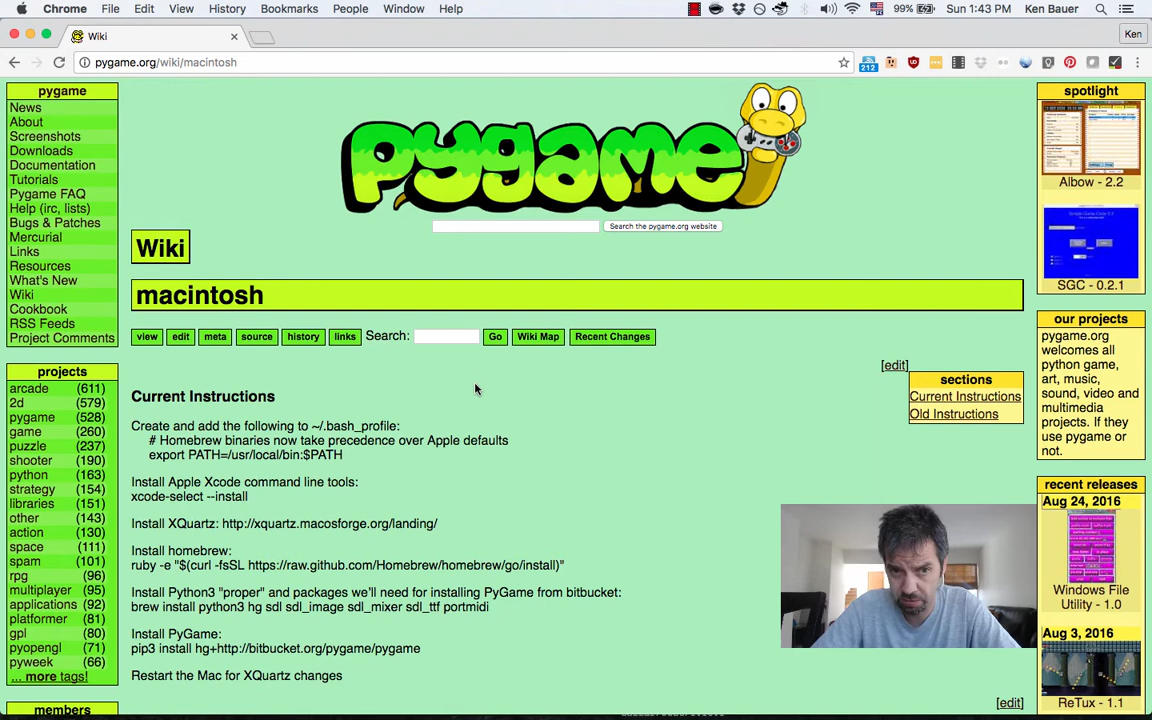 Chrome File Edit View History Bookmarks People Window Help 99% Sun 1:43 PM Ken Bauer
Wiki
Ken
pygame.org/wiki/macintosh
212
pygame
News
About
Screenshots
Downloads
Documentation
Tutorials
Pygame FAQ
Help (irc, lists)
Bugs & Patches
Mercurial
Links
Resources
What's New
Wiki
Cookbook
RSS Feeds
Project Comments
projects
arcade (611)
2d (579)
pygame (528)
game (260)
puzzle (237)
shooter (190)
python (163)
strategy (154)
libraries (151)
other (143)
action (130)
space (111)
spam (101)
rpg (96)
multiplayer (95)
applications (92)
platformer (81)
gpl (80)
pyopengl (71)
pyweek (66)
... more tags!
members
pygame
Search the pygame.org website
Wiki
macintosh
view edit meta source history links Search: Go Wiki Map Recent Changes
[edit]
sections
Current Instructions
Old Instructions
Current Instructions
Create and add the following to ~/.bash_profile:
# Homebrew binaries now take precedence over Apple defaults
export PATH=/usr/local/bin:$PATH
Install Apple Xcode command line tools:
xcode-select --install
Install XQuartz: http://xquartz.macosforge.org/landing/
Install homebrew:
ruby -e "$(curl -fsSL https://raw.github.com/Homebrew/homebrew/go/install)"
Install Python3 "proper" and packages we'll need for installing PyGame from bitbucket:
brew install python3 hg sdl sdl_image sdl_mixer sdl_ttf portmidi
Install PyGame:
pip3 install hg+http://bitbucket.org/pygame/pygame
Restart the Mac for XQuartz changes
[edit]
spotlight
Albow - 2.2
SGC - 0.2.1
our projects
pygame.org
welcomes all
python game,
art, music,
sound, video and
multimedia
projects. If they
use pygame or
not.
recent releases
Aug 24, 2016
Windows File
Utility - 1.0
Aug 3, 2016
ReTux - 1.1